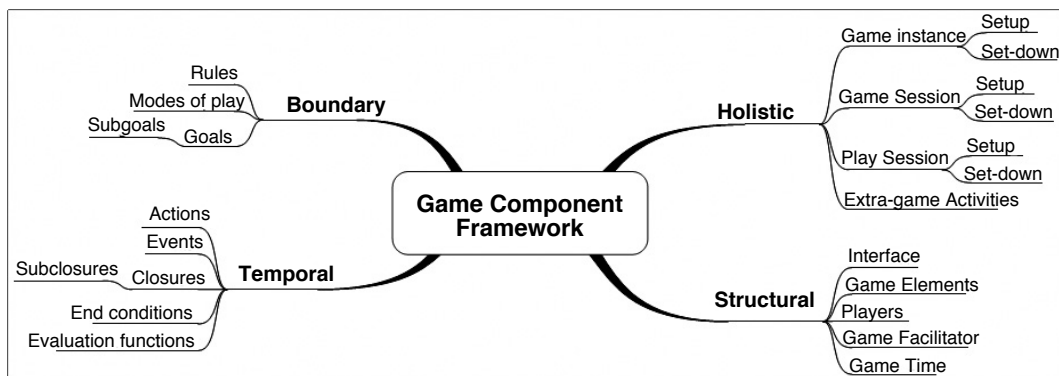 Game Component
Framework
Boundary
Rules
Modes of play
Goals
Subgoals
Temporal
Actions
Events
Closures
Subclosures
End conditions
Evaluation functions
Holistic
Game instance
Setup
Set-down
Game Session
Setup
Set-down
Play Session
Setup
Set-down
Extra-game Activities
Structural
Interface
Game Elements
Players
Game Facilitator
Game Time